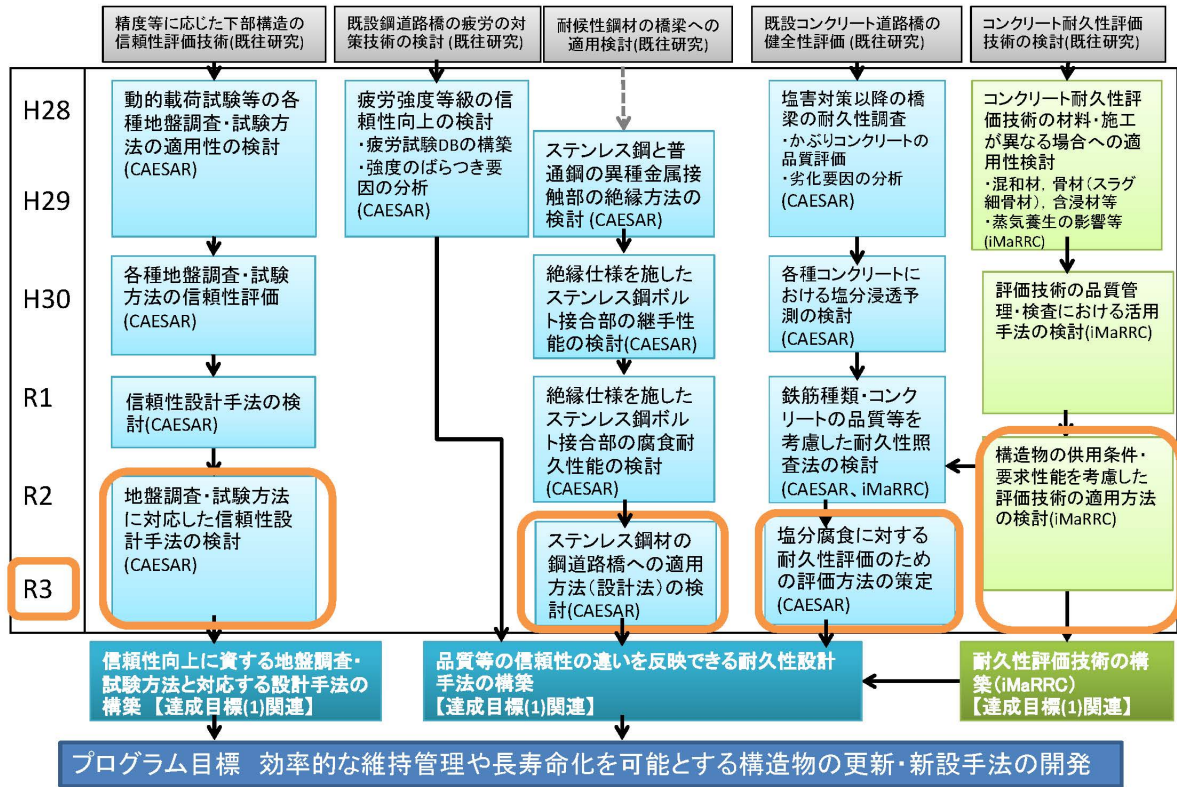 精度等に応じた下部構造の
信頼性評価技術(既往研究)
既設鋼道路橋の疲労の対
策技術の検討(既往研究)
耐候性鋼材の橋梁への
適用検討(既往研究)
既設コンクリート道路橋の
健全性評価(既往研究)
コンクリート耐久性評価
技術の検討(既往研究)
H28
H29
H30
R1
R2
R3
動的載荷試験等の各
種地盤調査・試験方
法の適用性の検討
(CAESAR)
各種地盤調査・試験
方法の信頼性評価
(CAESAR)
信頼性設計手法の検
討(CAESAR)
地盤調査・試験方法
に対応した信頼性設
計手法の検討
(CAESAR)
疲労強度等級の信
頼性向上の検討
・疲労試験DBの構築
・強度のばらつき要
因の分析
(CAESAR)
ステンレス鋼と普
通鋼の異種金属接
触部の絶縁方法の
検討(CAESAR)
絶縁仕様を施した
ステンレス鋼ボル
ト接合部の継手性
能の検討(CAESAR)
絶縁仕様を施した
ステンレス鋼ボル
ト接合部の腐食耐
久性能の検討
(CAESAR)
ステンレス鋼材の
鋼道路橋への適用
方法(設計法)の検
討(CAESAR)
塩害対策以降の橋
梁の耐久性調査
・かぶりコンクリートの
品質評価
・劣化要因の分析
(CAESAR)
各種コンクリートに
おける塩分浸透予
測の検討
(CAESAR)
鉄筋種類・コンク
リートの品質等を
考慮した耐久性照
査法の検討
(CAESAR、iMaRRC)
塩分腐食に対する
耐久性評価のため
の評価方法の策定
(CAESAR)
コンクリート耐久性評
価技術の材料・施工
が異なる場合への適
用性検討
・混和材，骨材(スラグ
細骨材)，含浸材等
・蒸気養生の影響等
(iMaRRC)
評価技術の品質管
理・検査における活用
手法の検討(iMaRRC)
構造物の供用条件・
要求性能を考慮した
評価技術の適用方法
の検討(iMaRRC)
信頼性向上に資する地盤調査・
試験方法と対応する設計手法の
構築 【達成目標(1)関連】
品質等の信頼性の違いを反映できる耐久性設計
手法の構築
【達成目標(1)関連】
耐久性評価技術の構
築(iMaRRC)
【達成目標(1)関連】
プログラム目標 効率的な維持管理や長寿命化を可能とする構造物の更新・新設手法の開発